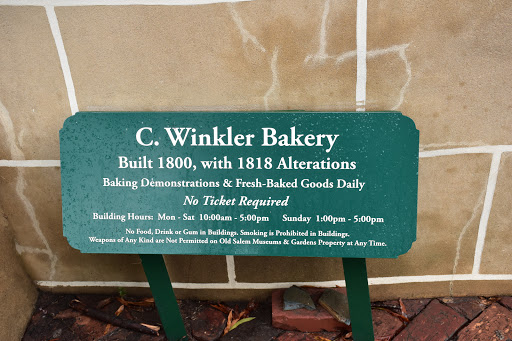 C. Winkler Bakery
Built 1800, with 1818 Alterations
Baking Demonstrations & Fresh-Baked Goods Daily
No Ticket Required
Building Hours: Mon - Sat 10:00am - 5:00pm Sunday 1:00pm - 5:00pm
No Food, Drink or Gum in Buildings. Smoking is Prohibited in Buildings.
Weapons of Any Kind are Not Permitted on Old Salem Museums & Gardens Property at Any Time.